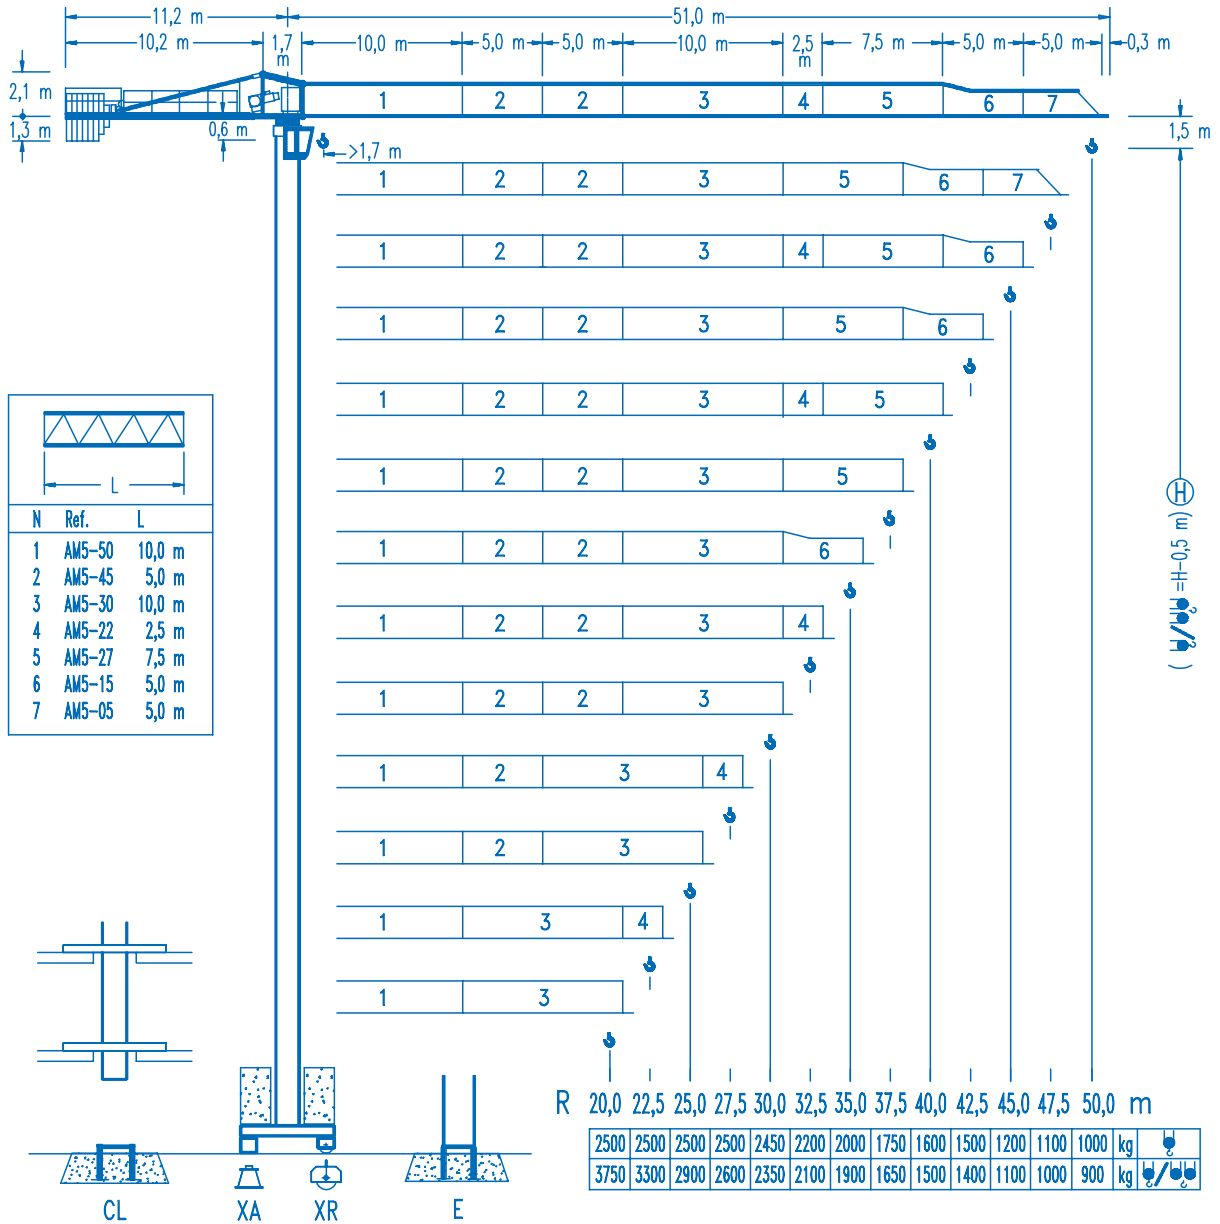 11,2 m 51,0 m
10,2 m 1,7 m 10,0 m 5,0 m 5,0 m 10,0 m 2,5 m 7,5 m 5,0 m 5,0 m 0,3 m
2,1 m
1 2 2 3 4 5 6 7
1,3 m 0,6 m 1,5 m
>1,7 m
1 2 2 3 5 6 7
1 2 2 3 4 5 6
1 2 2 3 5 6
1 2 2 3 4 5
1 2 2 3 5
1 2 2 3 6
1 2 2 3 4
1 2 2 3
1 2 3 4
1 2 3
1 3 4
1 3
L
N Ref. L
1 AM5-50 10,0 m
2 AM5-45 5,0 m
3 AM5-30 10,0 m
4 AM5-22 2,5 m
5 AM5-27 7,5 m
6 AM5-15 5,0 m
7 AM5-05 5,0 m
H
( / =H-0,5 m)
R 20,0 22,5 25,0 27,5 30,0 32,5 35,0 37,5 40,0 42,5 45,0 47,5 50,0 m
2500 2500 2500 2500 2450 2200 2000 1750 1600 1500 1200 1100 1000 kg
3750 3300 2900 2600 2350 2100 1900 1650 1500 1400 1100 1000 900 kg /
CL XA XR E